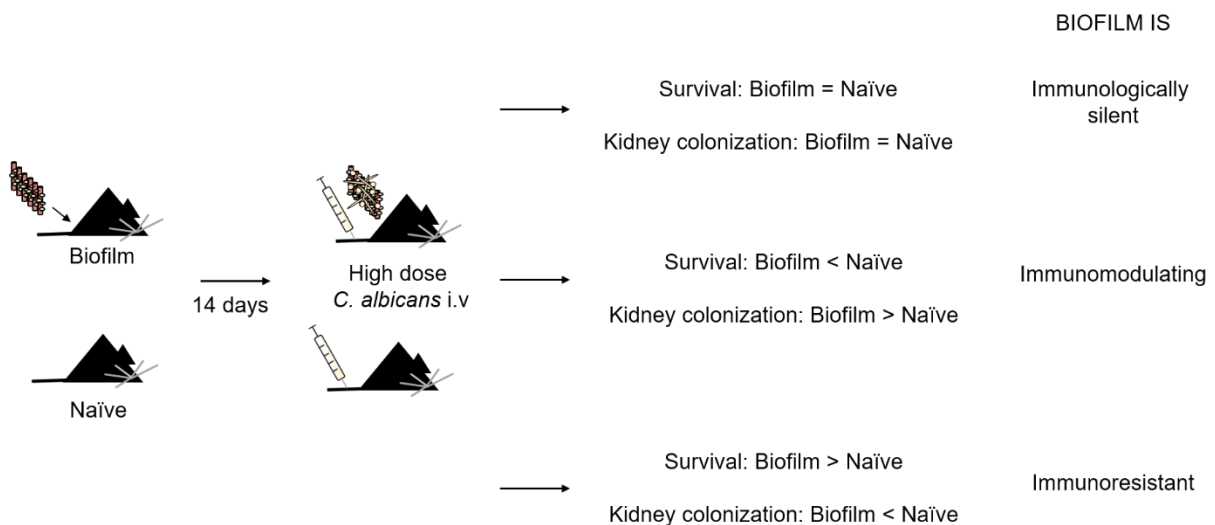 BIOFILM IS
Survival: Biofilm = Naïve
Immunologically
silent
Kidney colonization: Biofilm = Naïve
Biofilm
14 days
High dose
C. albicans i.v
Survival: Biofilm < Naïve
Immunomodulating
Kidney colonization: Biofilm > Naïve
Naïve
Survival: Biofilm > Naïve
Immunoresistant
Kidney colonization: Biofilm < Naïve